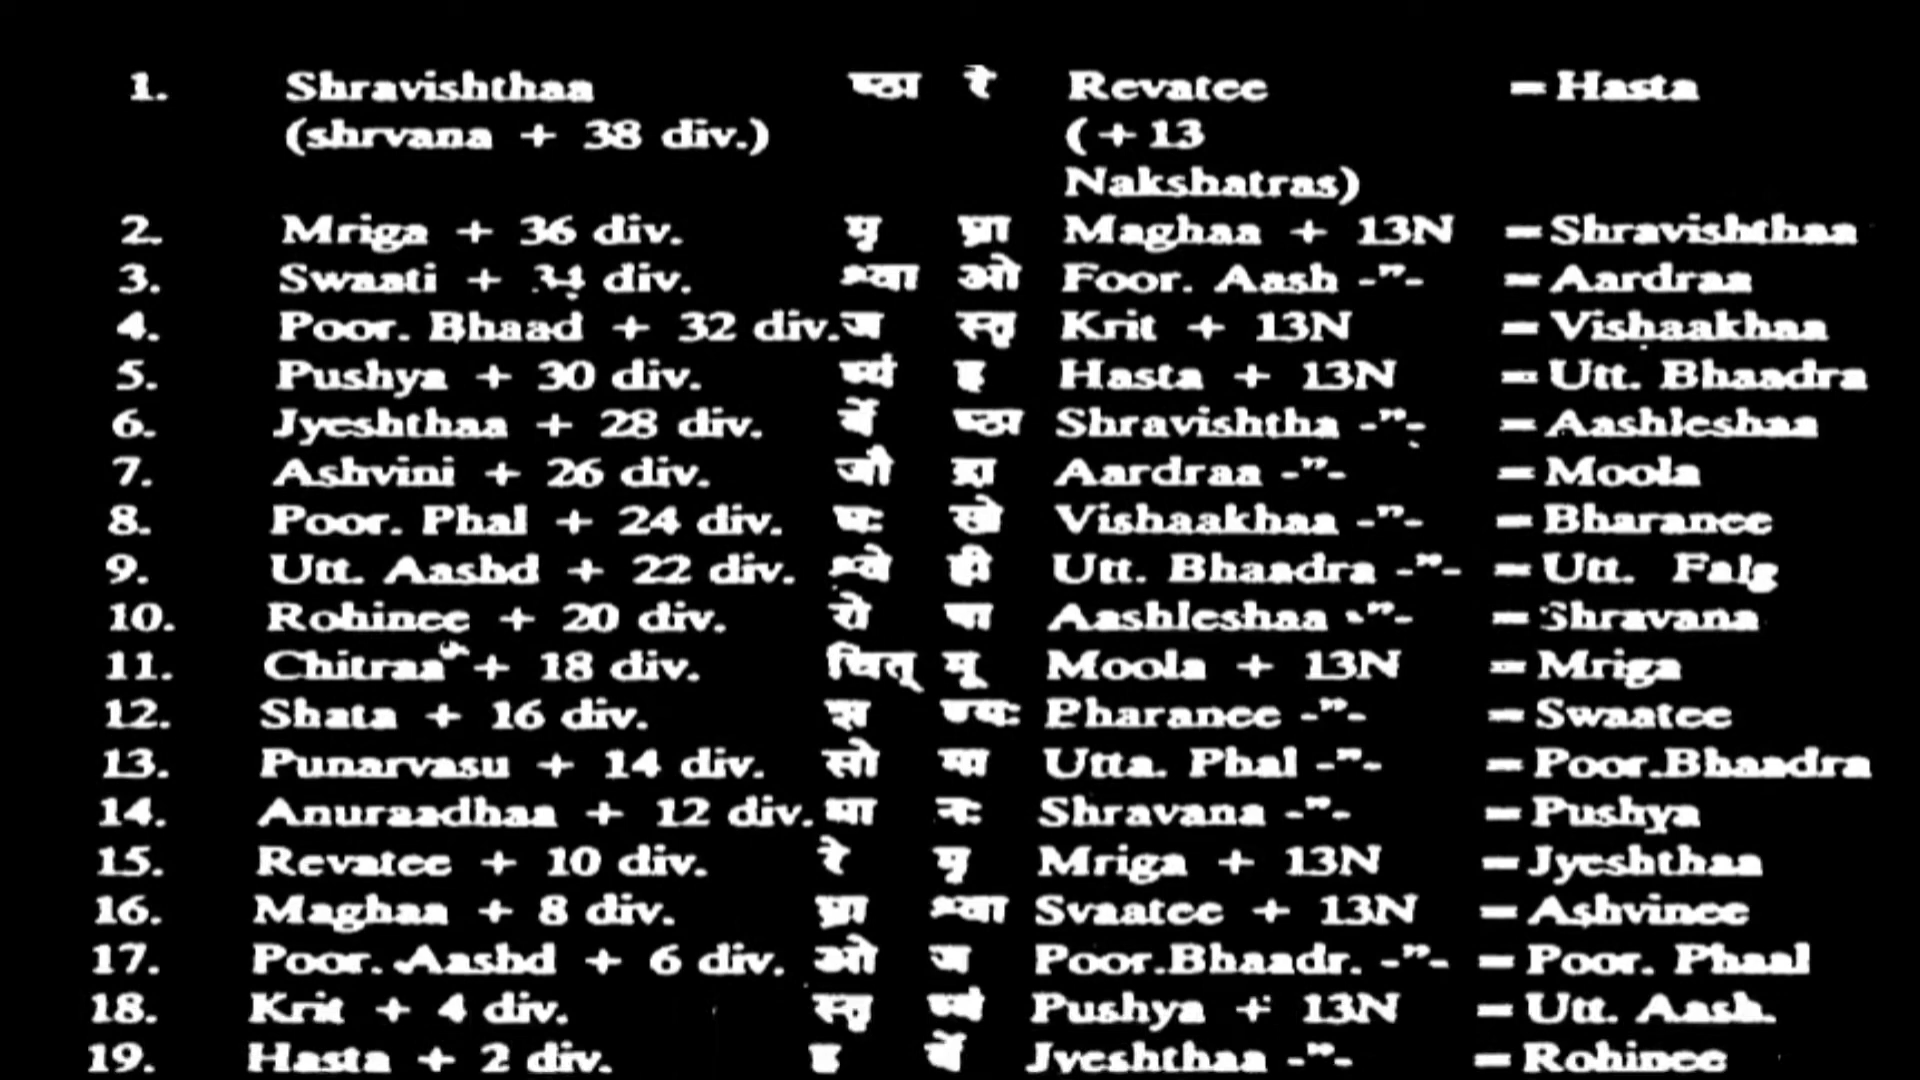 1. Shravishthaa ष्ठा रे Revatee = Hasta
(shrvana + 38 div.) (+13
Nakshatras)
2. Mriga + 36 div. मृ घ्रा Maghaa + 13N = Shravishthaa
3. Swaati + 34 div. श्वा ओ Foor. Aash -"- = Aardraa
4. Poor. Bhaad + 32 div. ज Krit + 13N = Vishaakhaa
5. Pushya + 30 div. ष्यं ह Hasta + 13N = Utt. Bhaadra
6. Jyeshthaa + 28 div. ष्ठा Shravishtha -"- = Aashleshaa
7. Ashvini + 26 div. जौ द्रा Aardraa -"- = Moola
8. Poor. Phal + 24 div. खो Vishaakhaa -"- = Bharanee
9. Utt. Aashd + 22 div. श्वे ही Utt. Bhaadra -"- = Utt. Falg
10. Rohinee + 20 div. रो षा Aashleshaa -"- = Shravana
11. Chitraa + 18 div. चित् मू Moola + 13N = Mriga
12. Shata + 16 div. ण्यः Pharanee -"- = Swaatee
13. Punarvasu + 14 div. सो मा Utta. Phal -"- = Poor.Bhaadra
14. Anuraadhaa + 12 div. धा नः Shravana -"- = Pushya
15. Revatee + 10 div. रे मृ Mriga + 13N = Jyeshthaa
16. Maghaa + 8 div. घ्रा श्वा Svaatee + 13N = Ashvinee
17. Poor. Aashd + 6 div. ओ ज Poor.Bhaadr. -"- = Poor. Phaal
18. Krit + 4 div. ष्यं Pushya + 13N = Utt. Aash.
19. Hasta + 2 div. ह Jyeshthaa -"- = Rohinee